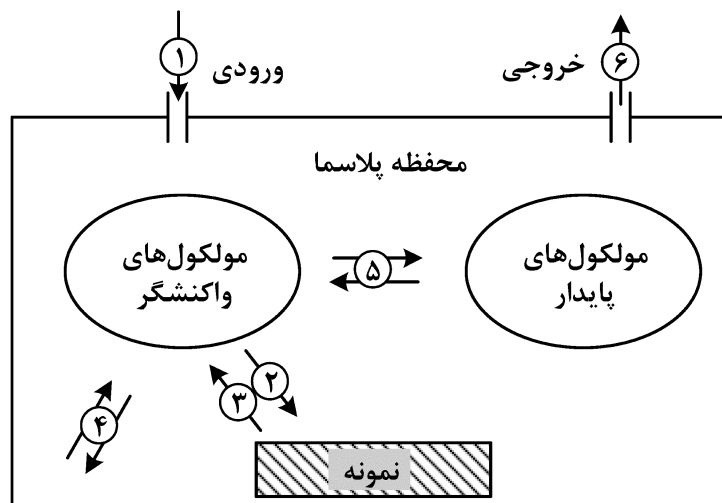 ۱
ورودی
خروجی
۶
محفظه پلاسما
مولکول‌های
واکنشگر
۵
مولکول‌های
پایدار
۲
۳
۴
نمونه